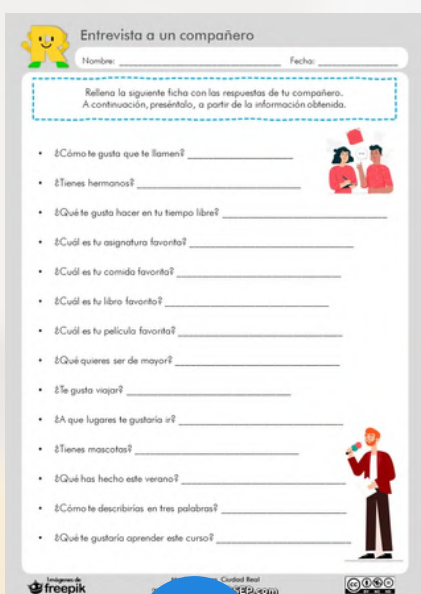 R
Entrevista a un compañero
Nombre: Fecha:
Rellena la siguiente ficha con las respuestas de tu compañero.
A continuación, preséntalo, a partir de la información obtenida.
• ¿Cómo te gusta que te llamen?
• ¿Tienes hermanos?
• ¿Qué te gusta hacer en tu tiempo libre?
• ¿Cuál es tu asignatura favorita?
• ¿Cuál es tu comida favorita?
• ¿Cuál es tu libro favorito?
• ¿Cuál es tu película favorita?
• ¿Qué quieres ser de mayor?
• ¿Te gusta viajar?
• ¿A que lugares te gustaría ir?
• ¿Tienes mascotas?
• ¿Qué has hecho este verano?
• ¿Cómo te describirías en tres palabras?
• ¿Qué te gustaría aprender este curso?
Imágenes de
freepik
Ciudad Real
SEP.com